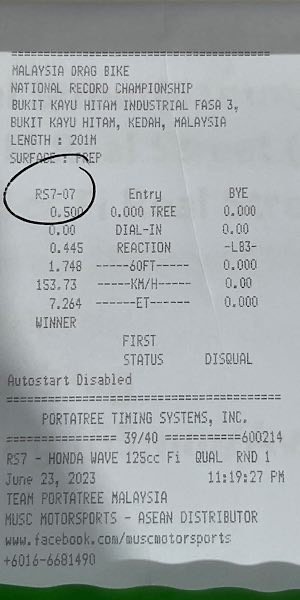 MALAYSIA DRAG BIKE
NATIONAL RECORD CHAMPIONSHIP
BUKIT KAYU HITAM INDUSTRIAL FASA 3,
BUKIT KAYU HITAM, KEDAH, MALAYSIA
LENGTH : 201M
SURFACE : PREP
RS7-07 Entry BYE
0.500 0.000 TREE 0.000
0.00 DIAL-IN 0.00
0.445 REACTION -LB3-
1.748 -----60FT----- 0.000
153.73 -----KM/H----- 0.00
7.264 ------ET------ 0.000
WINNER
FIRST
STATUS DISQUAL
Autostart Disabled
PORTATREE TIMING SYSTEMS, INC.
=============== 39/40 ===========600214
RS7 - HONDA WAVE 125cc Fi QUAL RND 1
June 23, 2023 11:19:27 PM
TEAM PORTATREE MALAYSIA
MUSC MOTORSPORTS - ASEAN DISTRIBUTOR
www.facebook.com/muscmotorsports
+6016-6681490